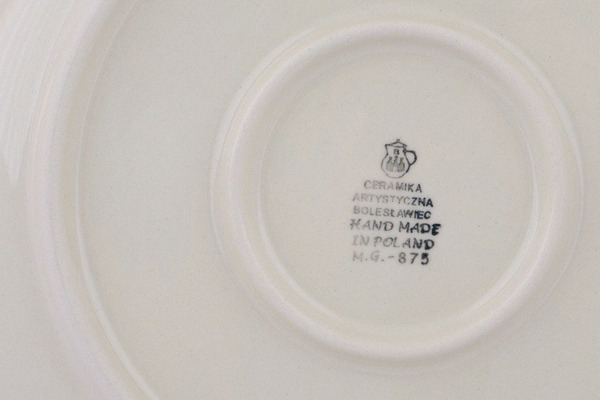 CERAMIKA
ARTYSTYCZNA
BOLESŁAWIEC
HAND MADE
IN POLAND
M.G.-875